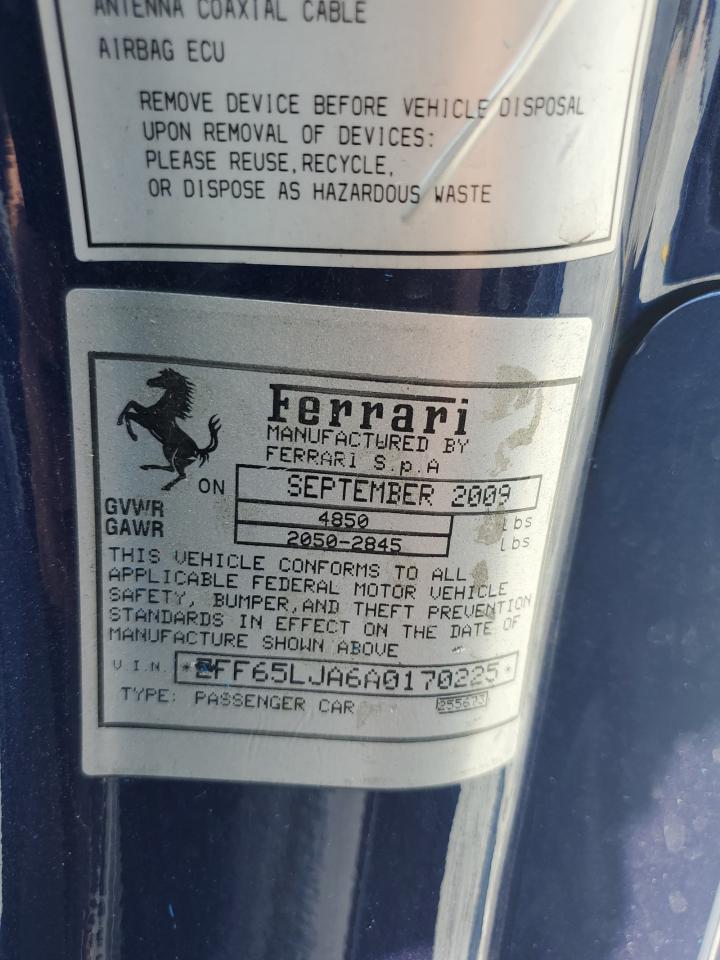 ANTENNA COAXIAL CABLE
AIRBAG ECU
REMOVE DEVICE BEFORE VEHICLE DISPOSAL
UPON REMOVAL OF DEVICES:
PLEASE REUSE,RECYCLE,
OR DISPOSE AS HAZARDOUS WASTE
Ferrari
MANUFACTURED BY
FERRARI S.p.A
ON SEPTEMBER 2009
GVWR 4850 lbs
GAWR 2050-2845 lbs
THIS VEHICLE CONFORMS TO ALL
APPLICABLE FEDERAL MOTOR VEHICLE
SAFETY, BUMPER,AND THEFT PREVENTION
STANDARDS IN EFFECT ON THE DATE OF
MANUFACTURE SHOWN ABOVE
V.I.N. *ZFF65LJA6A0170225*
TYPE: PASSENGER CAR 255673